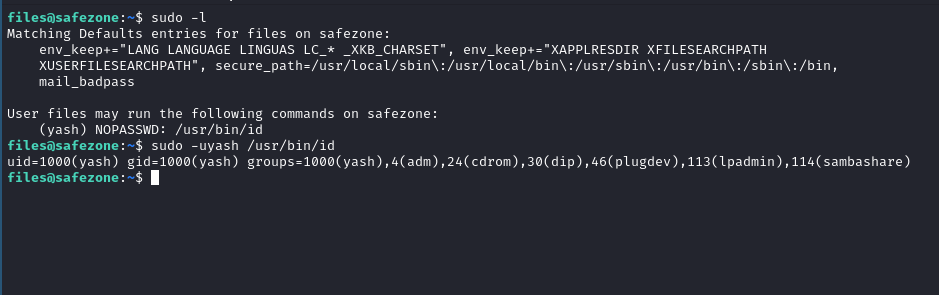 files@safezone:~$ sudo -l
Matching Defaults entries for files on safezone:
    env_keep+="LANG LANGUAGE LINGUAS LC_* _XKB_CHARSET", env_keep+="XAPPLRESDIR XFILESEARCHPATH
    XUSERFILESEARCHPATH", secure_path=/usr/local/sbin\:/usr/local/bin\:/usr/sbin\:/usr/bin\:/sbin\:/bin,
    mail_badpass

User files may run the following commands on safezone:
    (yash) NOPASSWD: /usr/bin/id
files@safezone:~$ sudo -uyash /usr/bin/id
uid=1000(yash) gid=1000(yash) groups=1000(yash),4(adm),24(cdrom),30(dip),46(plugdev),113(lpadmin),114(sambashare)
files@safezone:~$